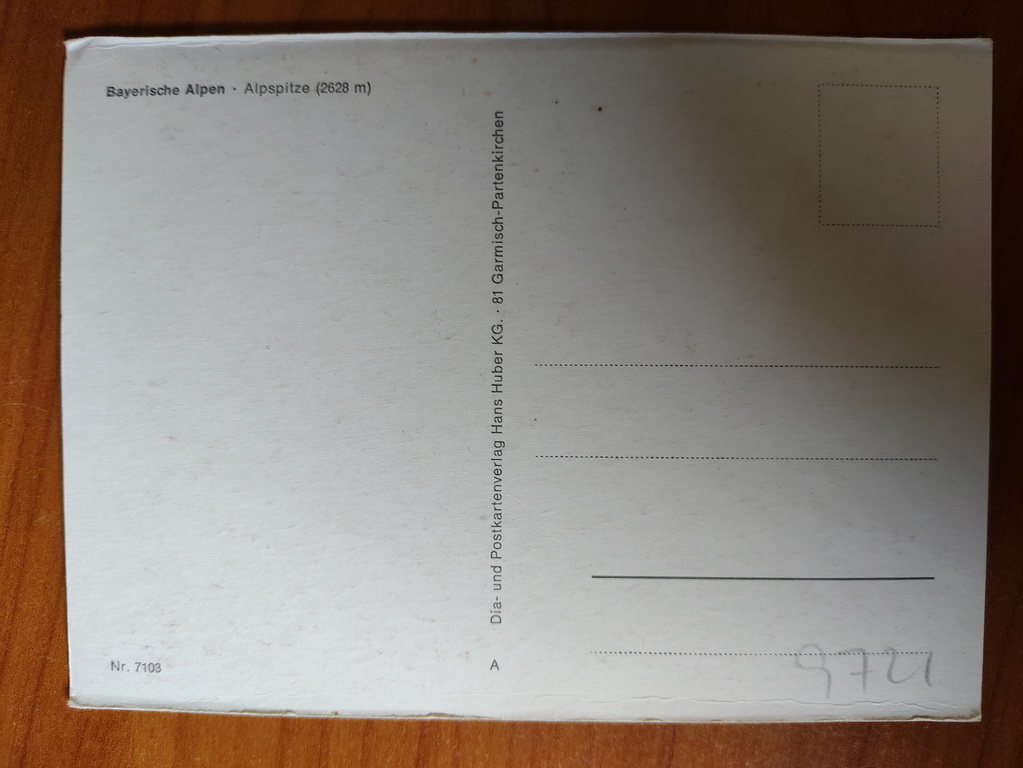 Bayerische Alpen · Alpspitze (2628 m)
Dia- und Postkartenverlag Hans Huber KG. · 81 Garmisch-Partenkirchen
Nr. 7103
A
9721